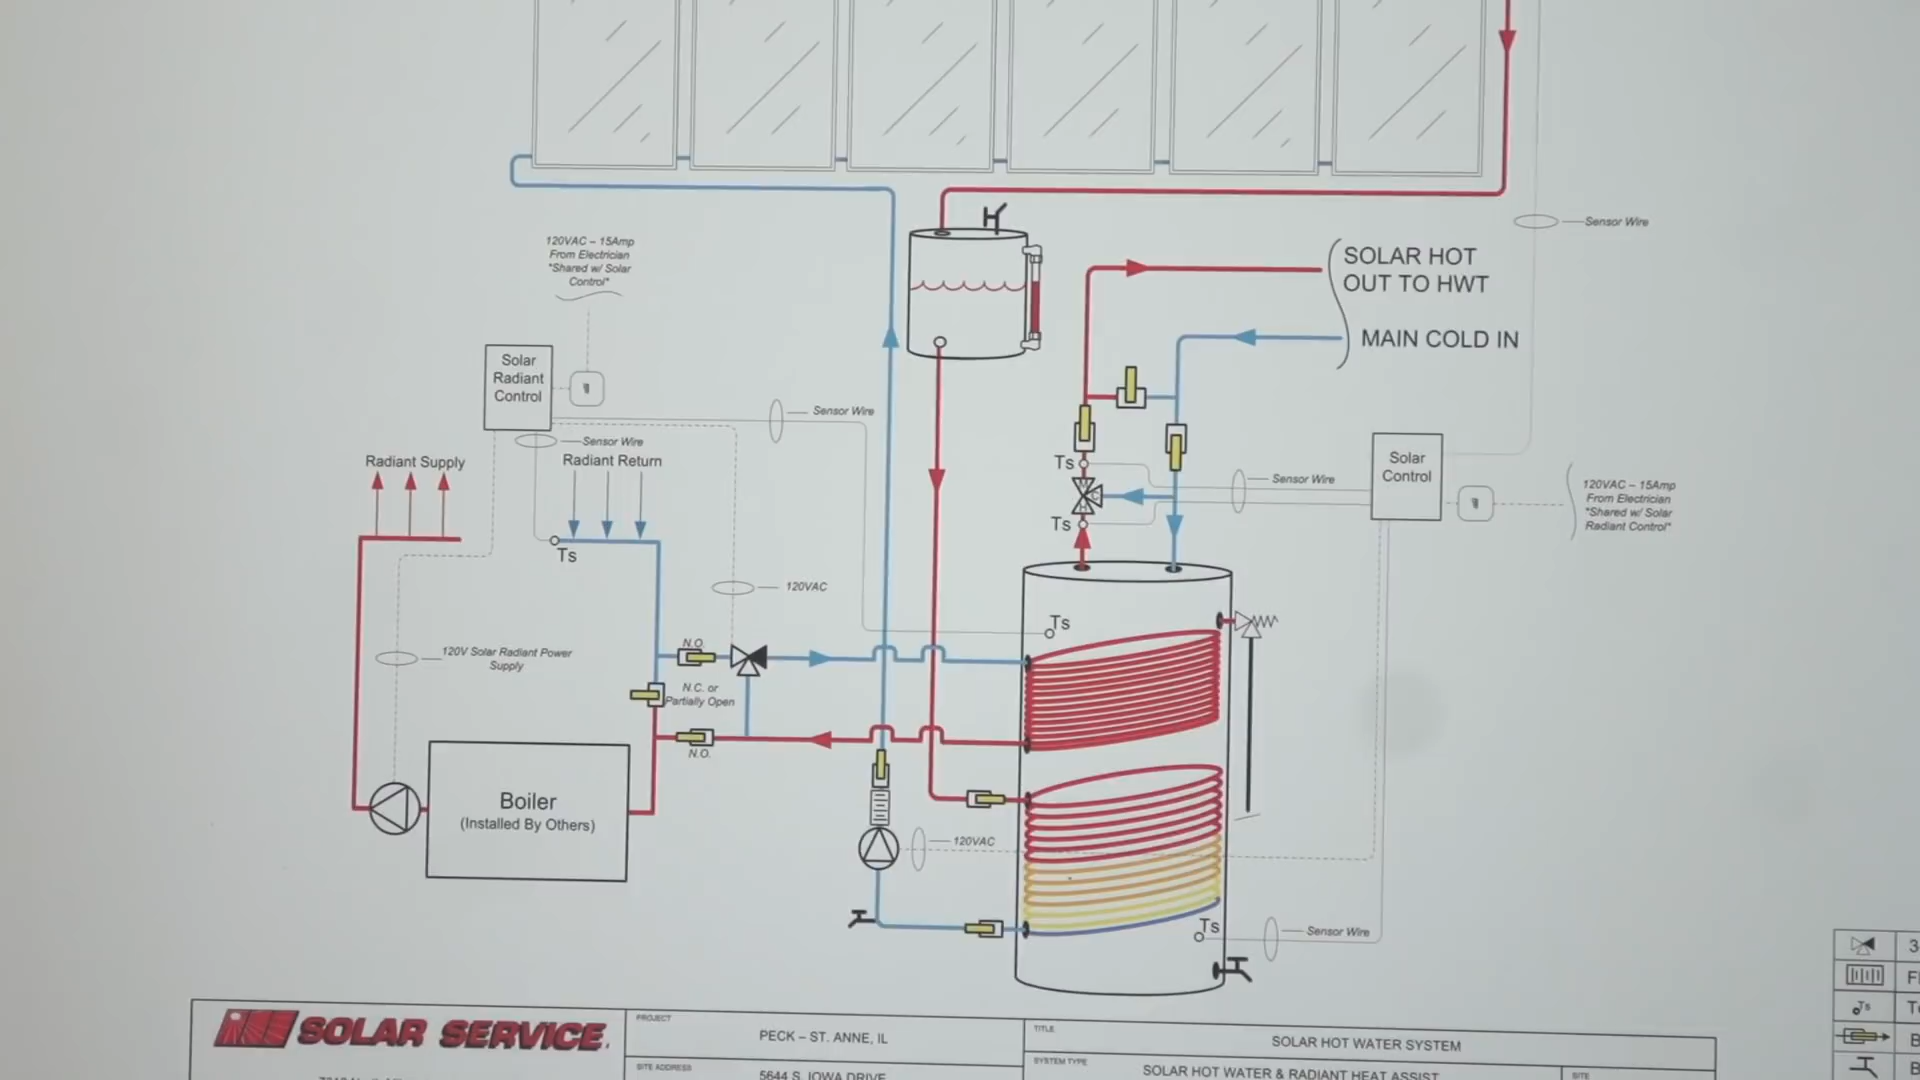 120VAC – 15Amp
From Electrician
"Shared w/ Solar
Control"
Sensor Wire
SOLAR HOT
OUT TO HWT
MAIN COLD IN
Solar
Radiant
Control
Sensor Wire
Sensor Wire
Radiant Supply
Radiant Return
Ts
Ts
M
C
H
Ts
Sensor Wire
Solar
Control
120VAC – 15Amp
From Electrician
"Shared w/ Solar
Radiant Control"
120VAC
Ts
120V Solar Radiant Power
Supply
N.O.
N.C. or
Partially Open
N.O.
Boiler
(Installed By Others)
120VAC
Ts
Sensor Wire
Ts
SOLAR SERVICE
PROJECT
PECK – ST. ANNE, IL
TITLE
SOLAR HOT WATER SYSTEM
SITE ADDRESS
5644 S. IOWA DRIVE
SYSTEM TYPE
SOLAR HOT WATER & RADIANT HEAT ASSIST
SITE